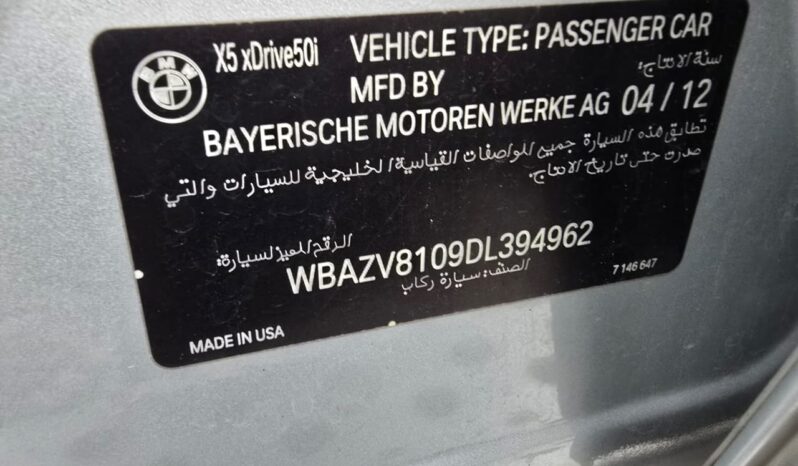 BMW
X5 xDrive50i VEHICLE TYPE: PASSENGER CAR
سنة الانتاج:
MFD BY
BAYERISCHE MOTOREN WERKE AG 04/12
تطابق هذه السيارة جميع المواصفات القياسية الخليجية للسيارات والتي
صدرت حتى تاريخ الانتاج.
الرقم المميز للسيارة:
WBAZV8109DL394962
الصنف: سيارة ركاب
7 146 647
MADE IN USA